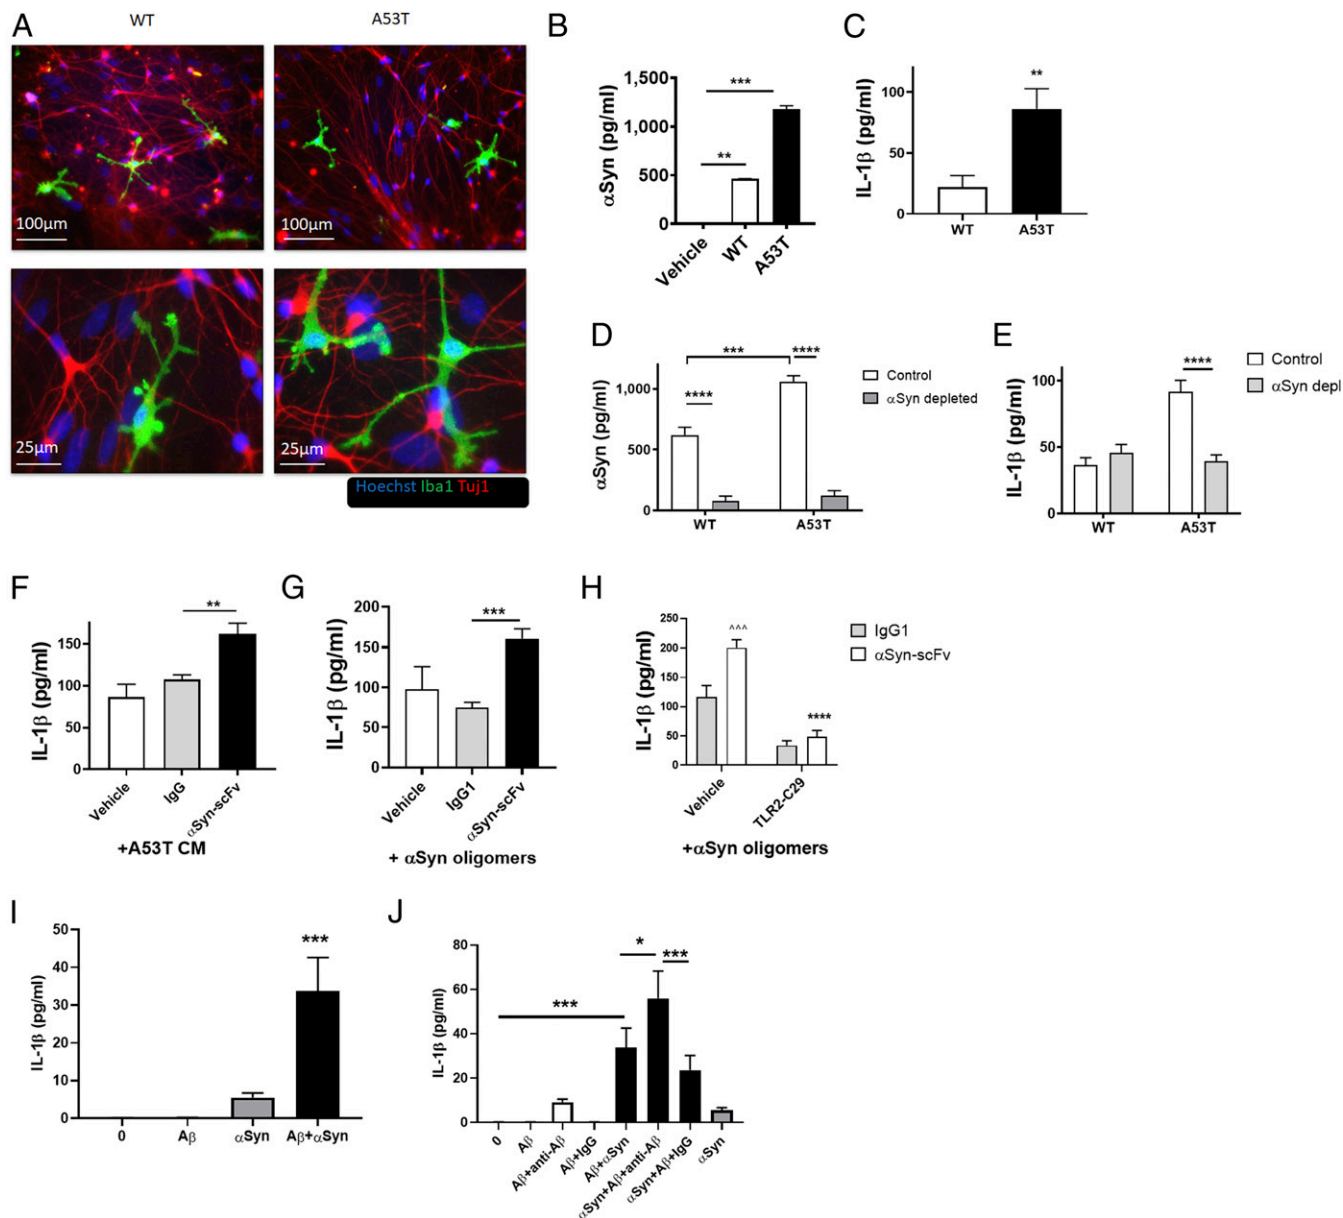 A
WT
A53T
100μm
100μm
25μm
25μm
Hoechst Iba1 Tuj1
B
αSyn (pg/ml)
1,500
1,000
500
0
***
**
Vehicle
WT
A53T
C
IL-1β (pg/ml)
100
50
0
**
WT
A53T
D
αSyn (pg/ml)
1,000
500
0
****
***
****
Control
αSyn depleted
WT
A53T
E
IL-1β (pg/ml)
100
50
0
****
Control
αSyn depl
WT
A53T
F
IL-1β (pg/ml)
150
100
50
0
**
Vehicle
IgG
αSyn-scFv
+A53T CM
G
IL-1β (pg/ml)
200
150
100
50
0
***
Vehicle
IgG1
αSyn-scFv
+ αSyn oligomers
H
IL-1β (pg/ml)
250
200
150
100
50
0
^^^
****
IgG1
αSyn-scFv
Vehicle
TLR2-C29
+αSyn oligomers
I
IL-1β (pg/ml)
50
40
30
20
10
0
***
0
Aβ
αSyn
Aβ+αSyn
J
IL-1β (pg/ml)
80
60
40
20
0
***
*
***
0
Aβ
Aβ+anti-Aβ
Aβ+IgG
Aβ+αSyn
αSyn+Aβ+anti-Aβ
αSyn+Aβ+IgG
αSyn